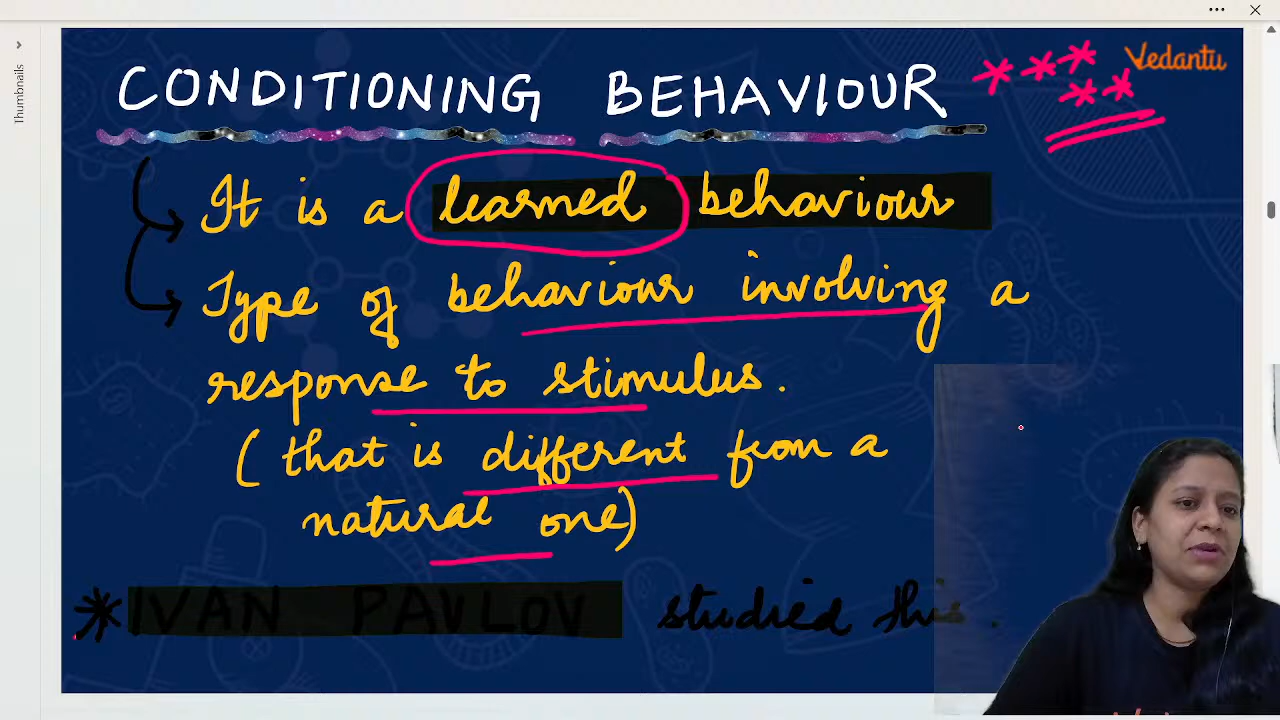 Thumbnails
Vedantu
CONDITIONING BEHAVIOUR
It is a learned behaviour
Type of behaviour involving a
response to stimulus.
(that is different from a
natural one)
IVAN PAVLOV studied this.